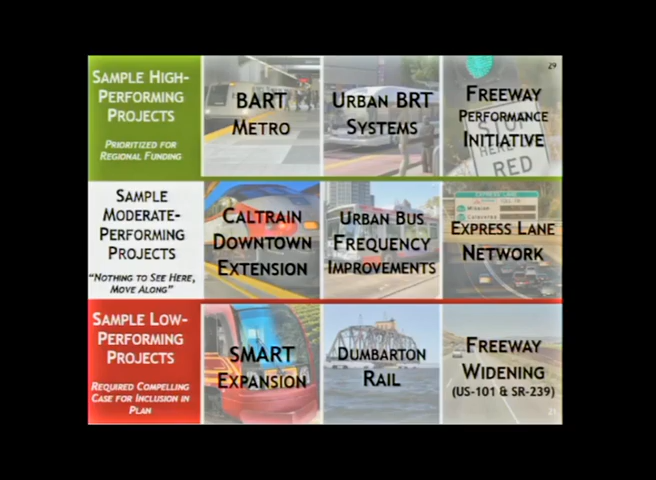 29
SAMPLE HIGH-
PERFORMING
PROJECTS
PRIORITIZED FOR
REGIONAL FUNDING
BART
METRO
URBAN BRT
SYSTEMS
FREEWAY
PERFORMANCE
INITIATIVE
STOP
HERE
RED
SAMPLE
MODERATE-
PERFORMING
PROJECTS
"NOTHING TO SEE HERE,
MOVE ALONG"
CALTRAIN
DOWNTOWN
EXTENSION
URBAN BUS
FREQUENCY
IMPROVEMENTS
EXPRESS LANE
EXPRESS LANE
NETWORK
SAMPLE LOW-
PERFORMING
PROJECTS
REQUIRED COMPELLING
CASE FOR INCLUSION IN
PLAN
SMART
EXPANSION
DUMBARTON
RAIL
FREEWAY
WIDENING
(US-101 & SR-239)